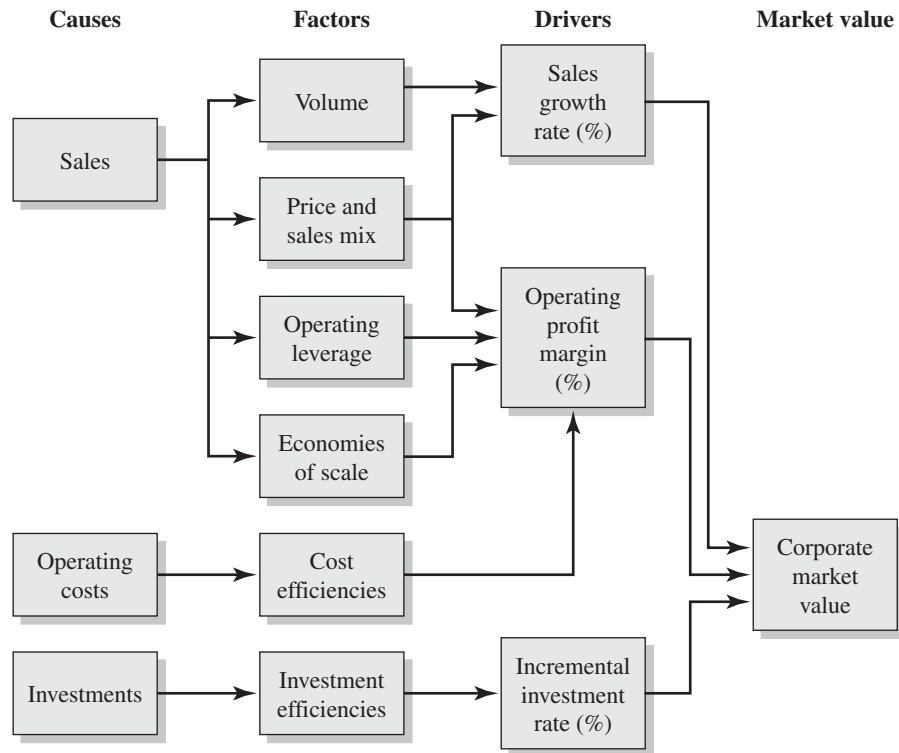 Causes
Factors
Drivers
Market value
Sales
Volume
Price and
sales mix
Operating
leverage
Economies
of scale
Operating
costs
Cost
efficiencies
Investments
Investment
efficiencies
Sales
growth
rate (%)
Operating
profit
margin
(%)
Incremental
investment
rate (%)
Corporate
market
value